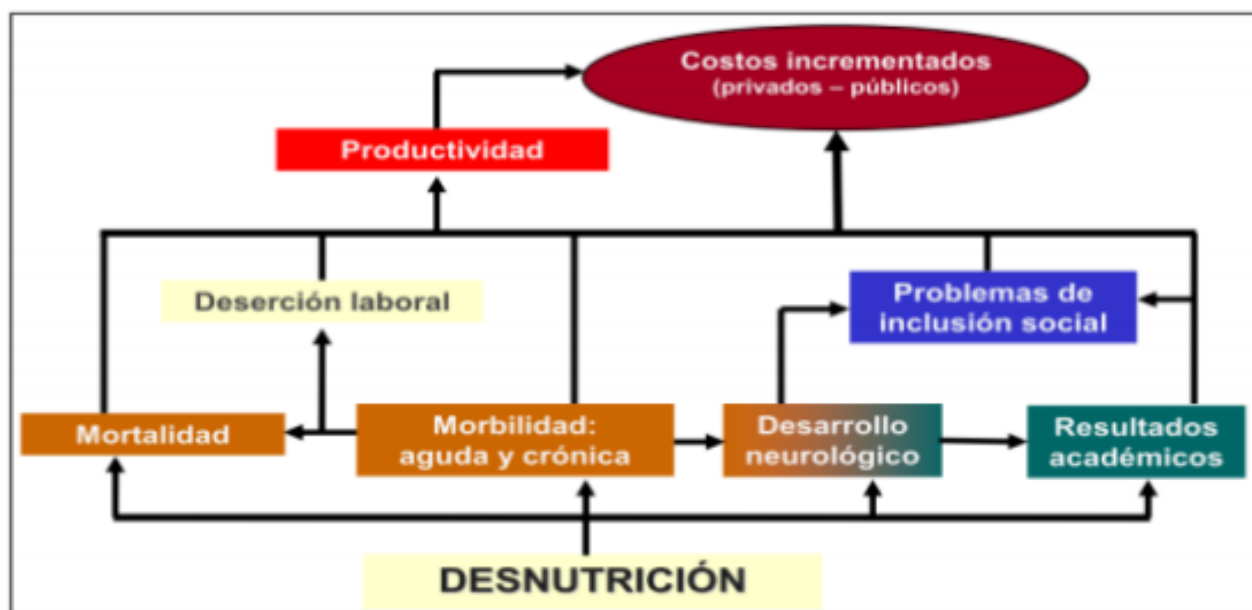 Costos incrementados
(privados – públicos)
Productividad
Deserción laboral
Problemas de
inclusión social
Mortalidad
Morbilidad:
aguda y crónica
Desarrollo
neurológico
Resultados
académicos
DESNUTRICIÓN